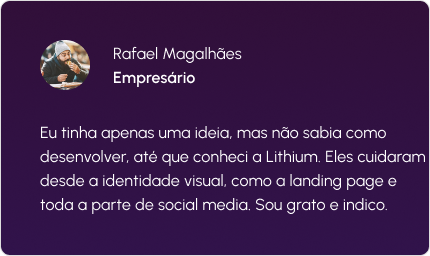 Rafael Magalhães
Empresário
Eu tinha apenas uma ideia, mas não sabia como
desenvolver, até que conheci a Lithium. Eles cuidaram
desde a identidade visual, como a landing page e
toda a parte de social media. Sou grato e indico.